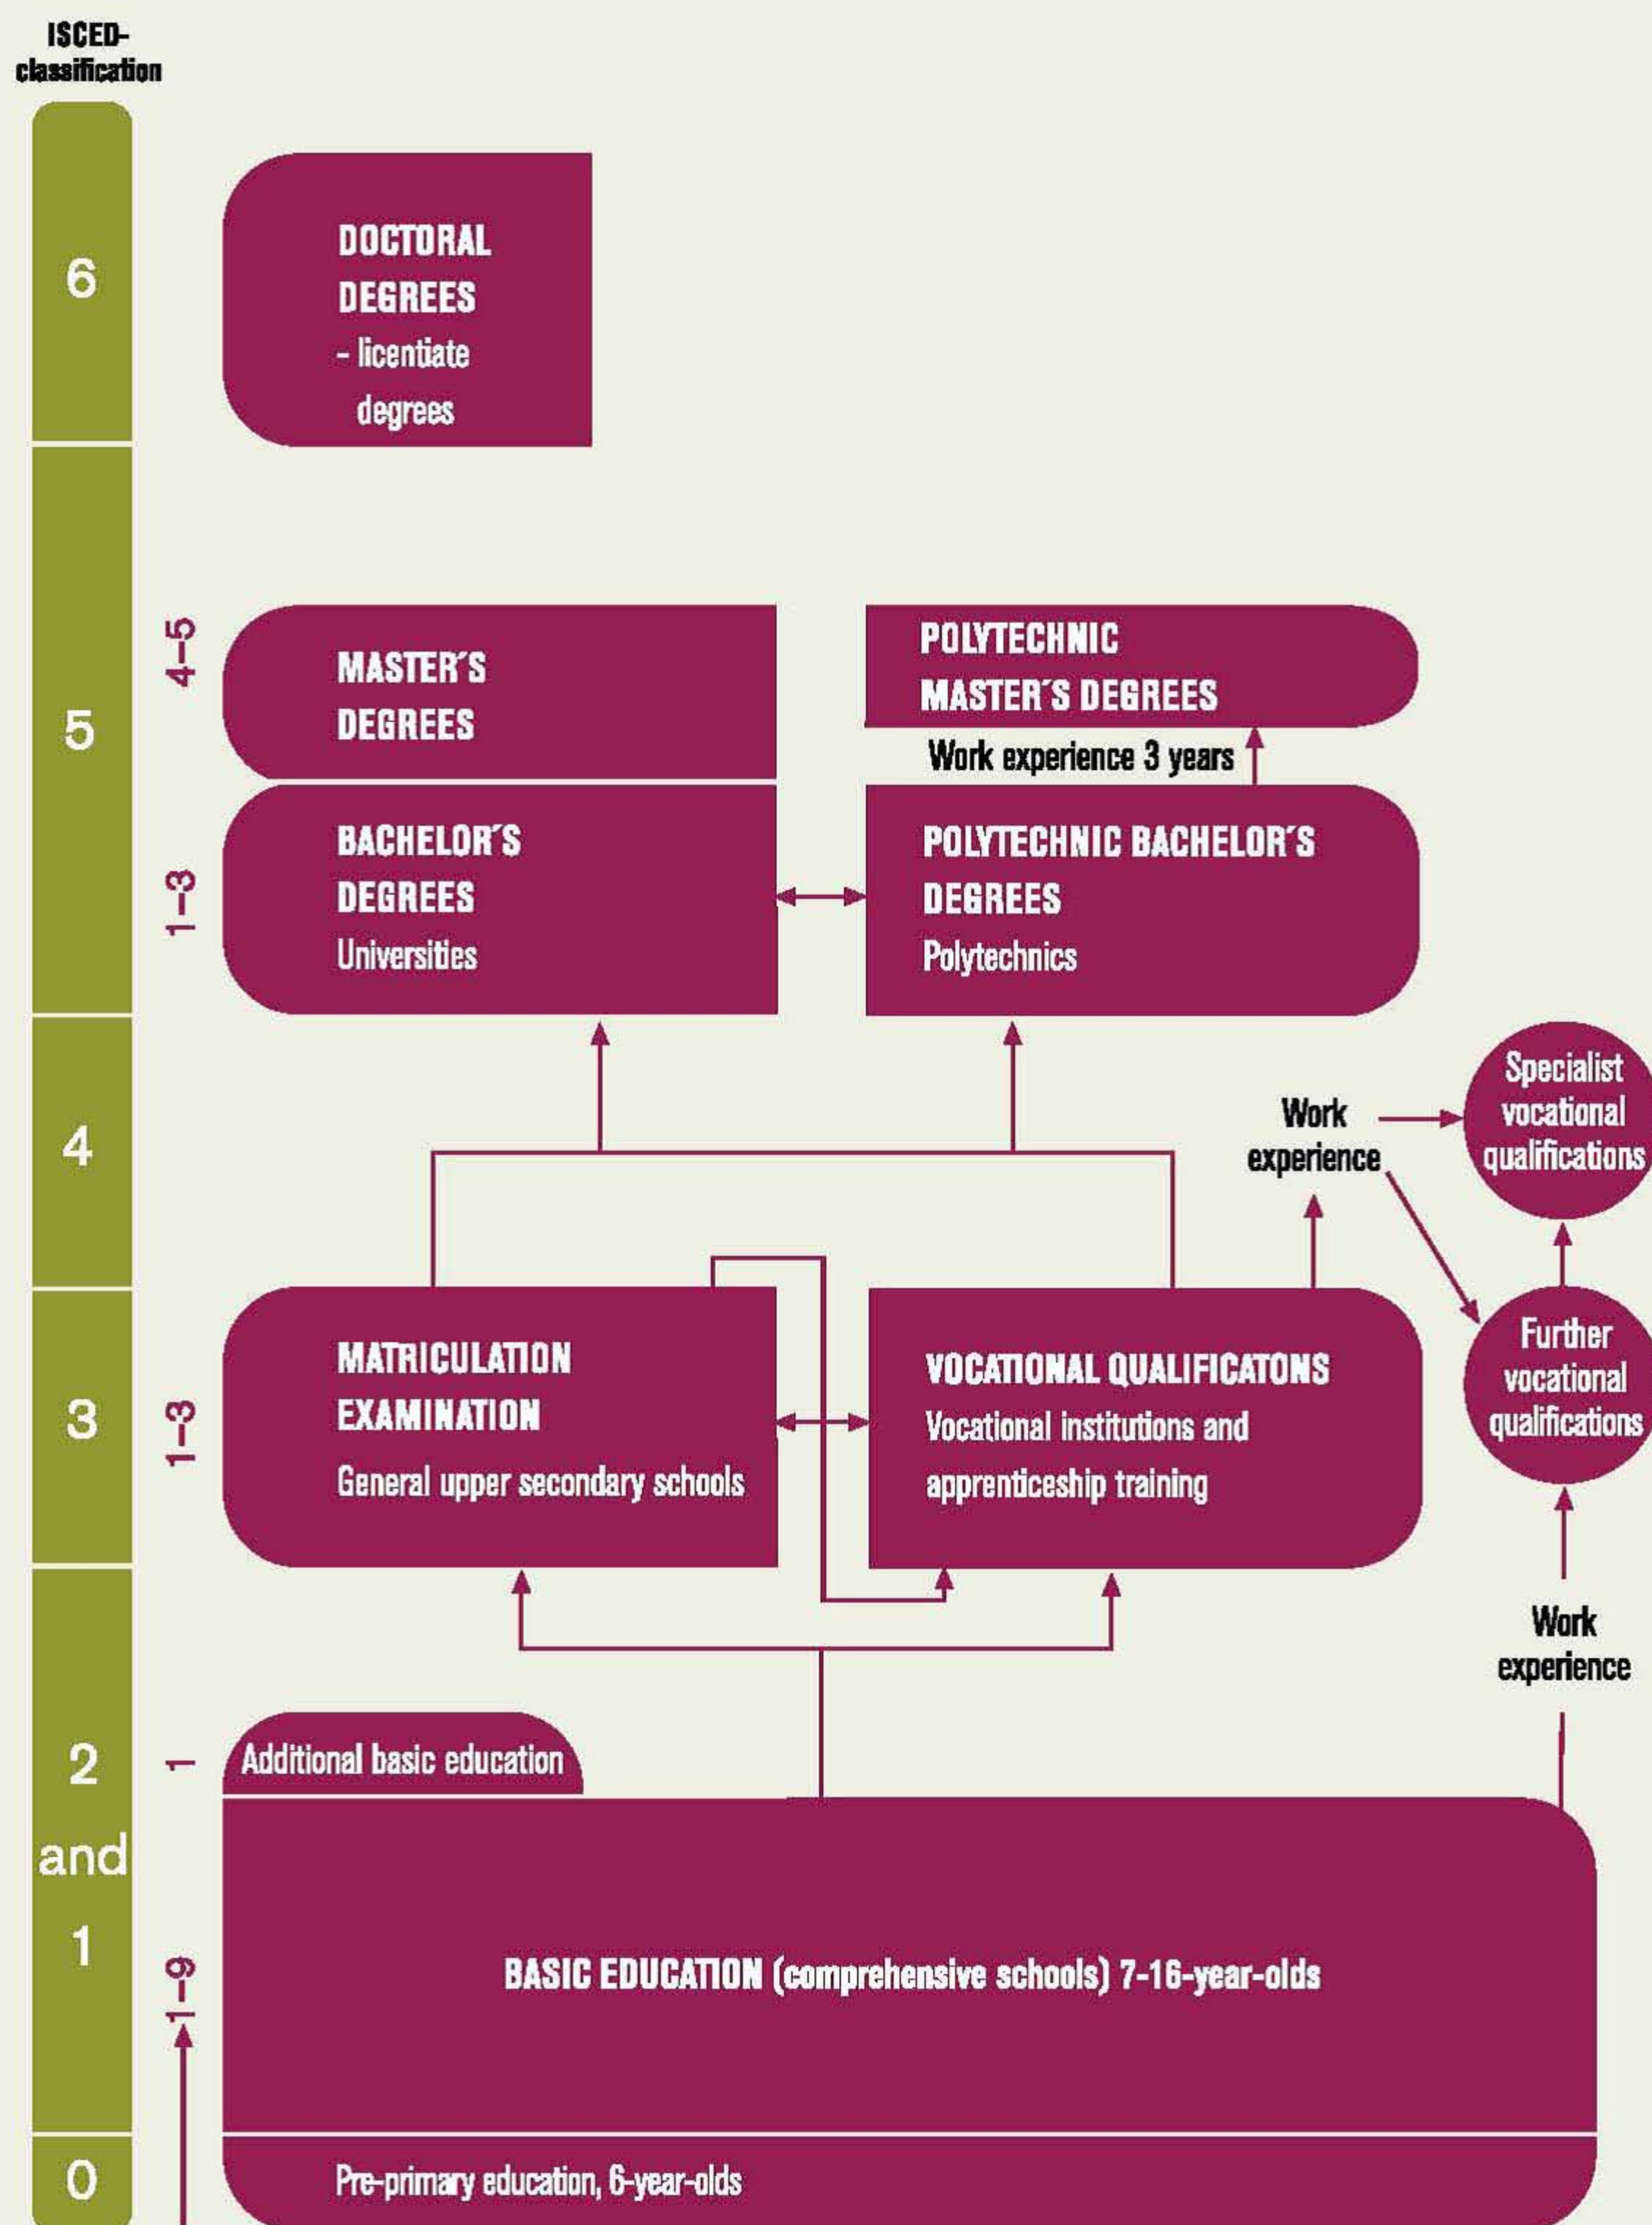 ISCED-
classification
6
DOCTORAL
DEGREES
- licentiate
degrees
5
4–5
MASTER´S
DEGREES
POLYTECHNIC
MASTER´S DEGREES
Work experience 3 years
1–3
BACHELOR´S
DEGREES
Universities
POLYTECHNIC BACHELOR´S
DEGREES
Polytechnics
4
Work
experience
Specialist
vocational
qualifications
3
1–3
MATRICULATION
EXAMINATION
General upper secondary schools
VOCATIONAL QUALIFICATONS
Vocational institutions and
apprenticeship training
Further
vocational
qualifications
Work
experience
2
and
1
1
Additional basic education
1–9
BASIC EDUCATION (comprehensive schools) 7-16-year-olds
0
Pre-primary education, 6-year-olds